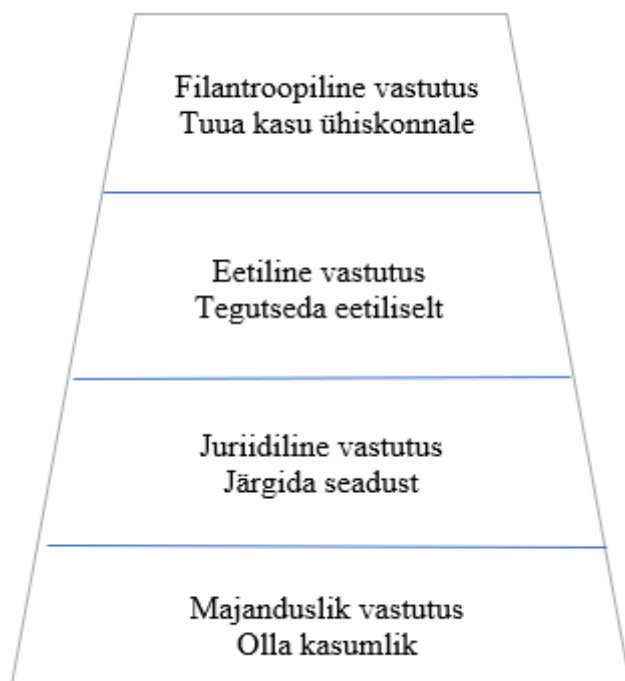 Filantroopiline vastutus
Tuua kasu ühiskonnale
Eetiline vastutus
Tegutseda eetiliselt
Juriidiline vastutus
Järgida seadust
Majanduslik vastutus
Olla kasumlik